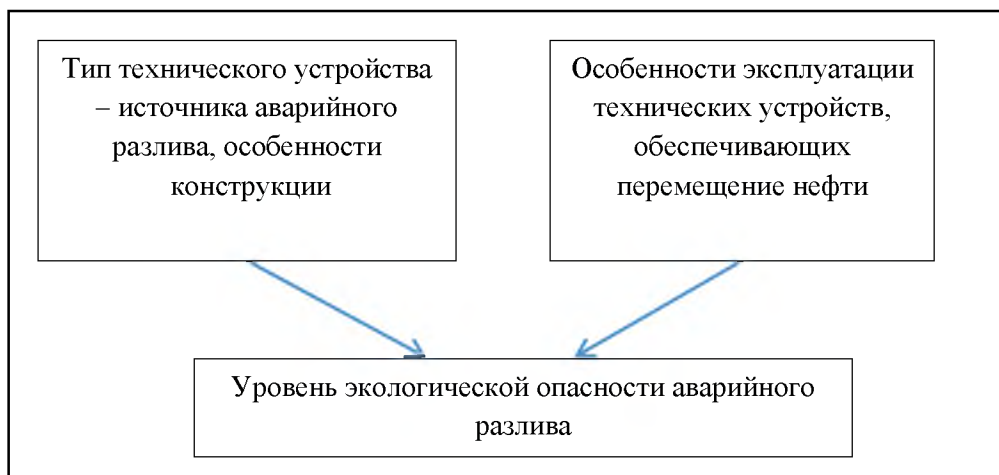 Тип технического устройства
– источника аварийного
разлива, особенности
конструкции
Особенности эксплуатации
технических устройств,
обеспечивающих
перемещение нефти
Уровень экологической опасности аварийного
разлива